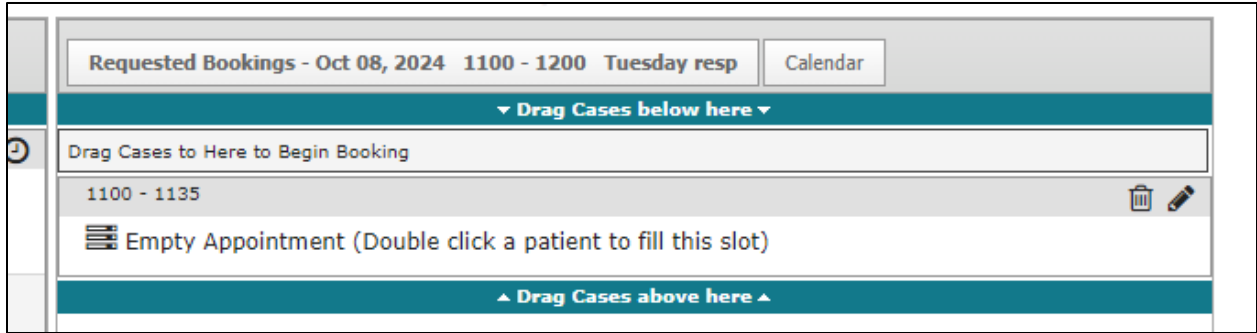 Requested Bookings - Oct 08, 2024 1100 - 1200 Tuesday resp
Calendar
Drag Cases below here
Drag Cases to Here to Begin Booking
1100 - 1135
Empty Appointment (Double click a patient to fill this slot)
Drag Cases above here